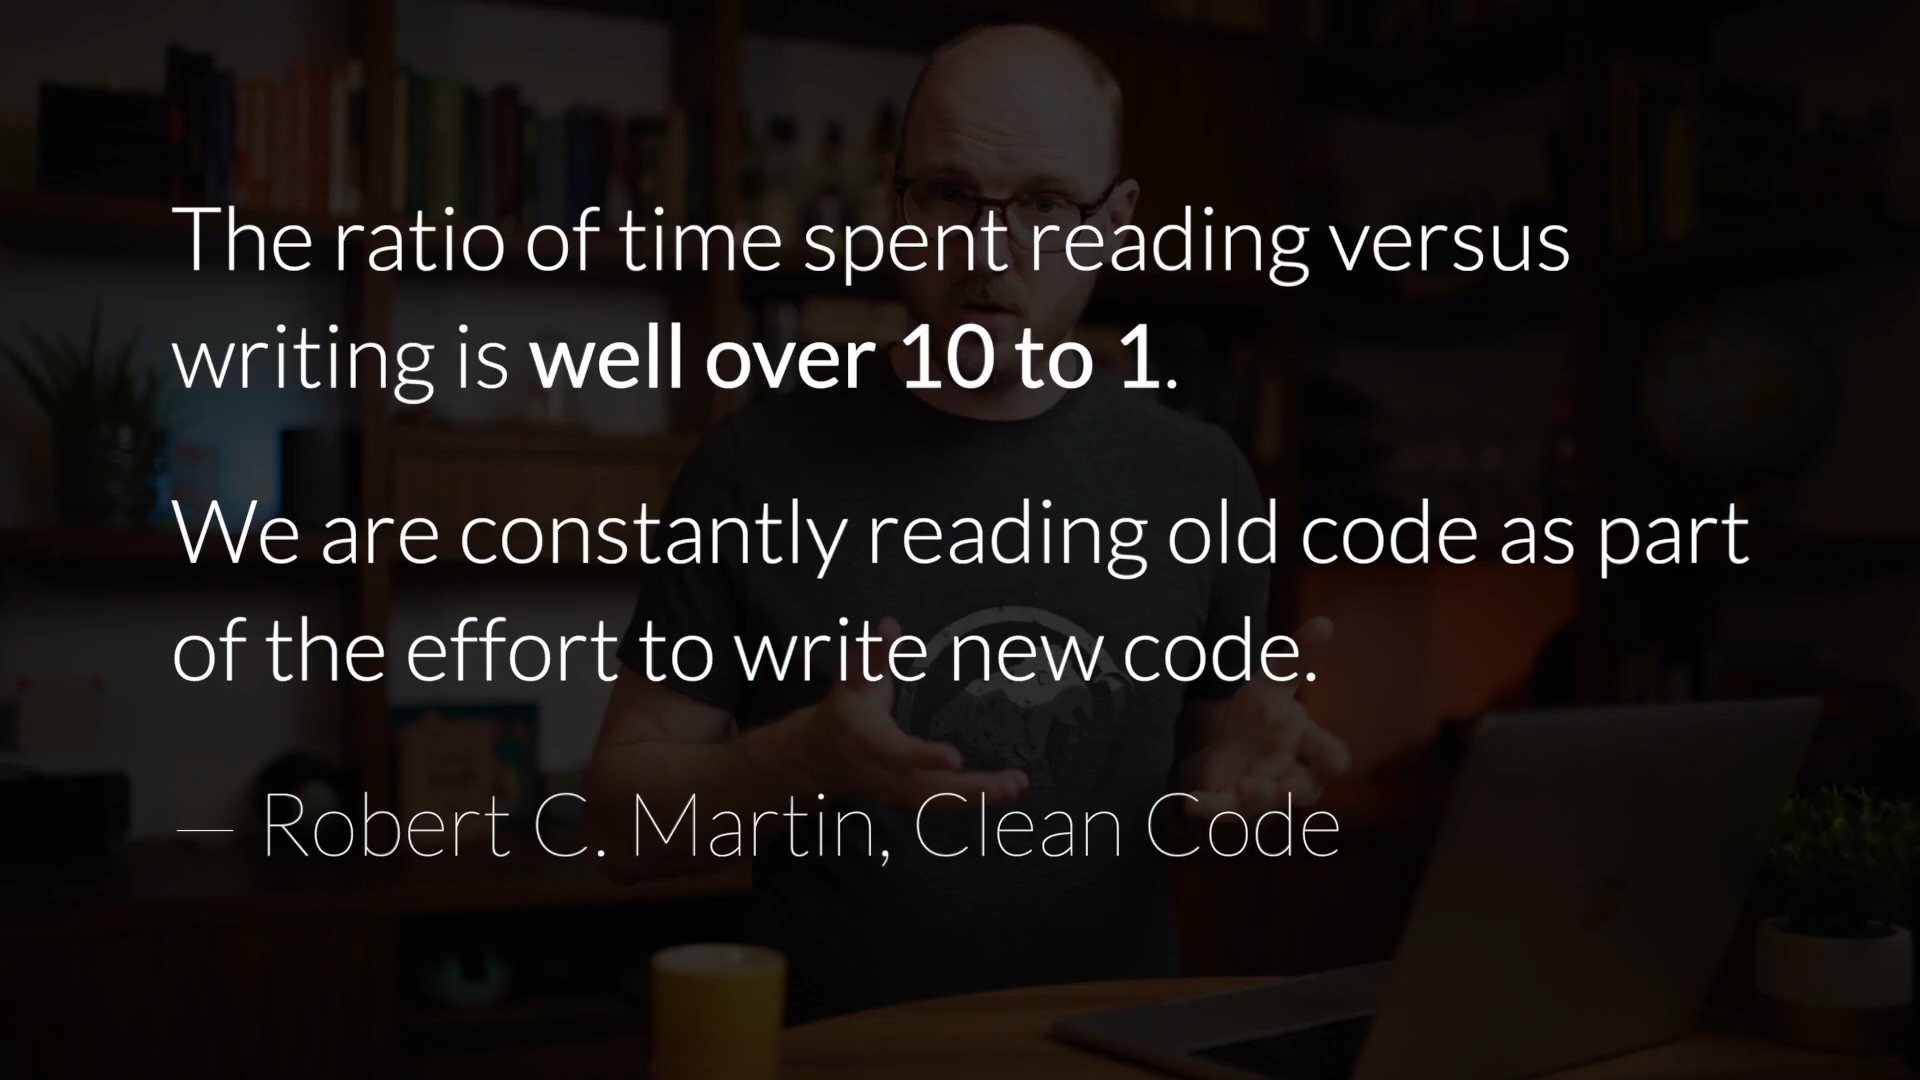 The ratio of time spent reading versus
writing is well over 10 to 1.
We are constantly reading old code as part
of the effort to write new code.
— Robert C. Martin, Clean Code